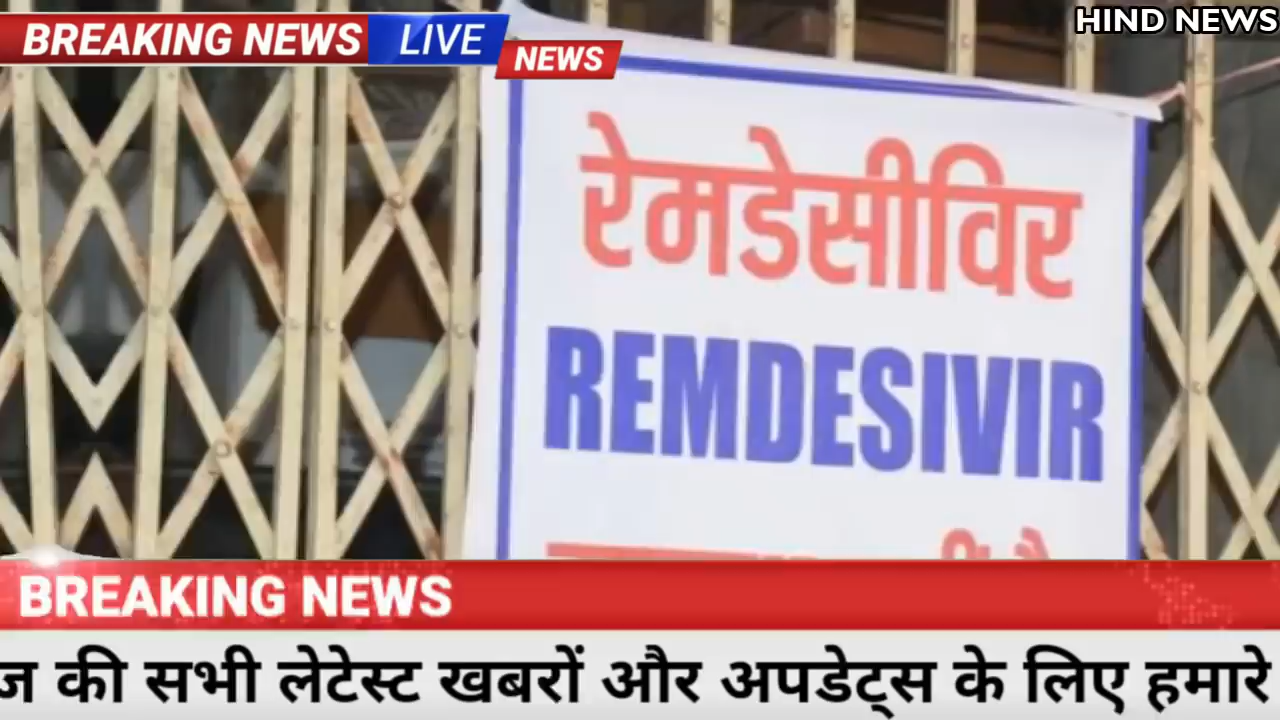 BREAKING NEWS LIVE NEWS
HIND NEWS
रेमडेसीविर
REMDESIVIR
BREAKING NEWS
की सभी लेटेस्ट खबरों और अपडेट्स के लिए हमारे